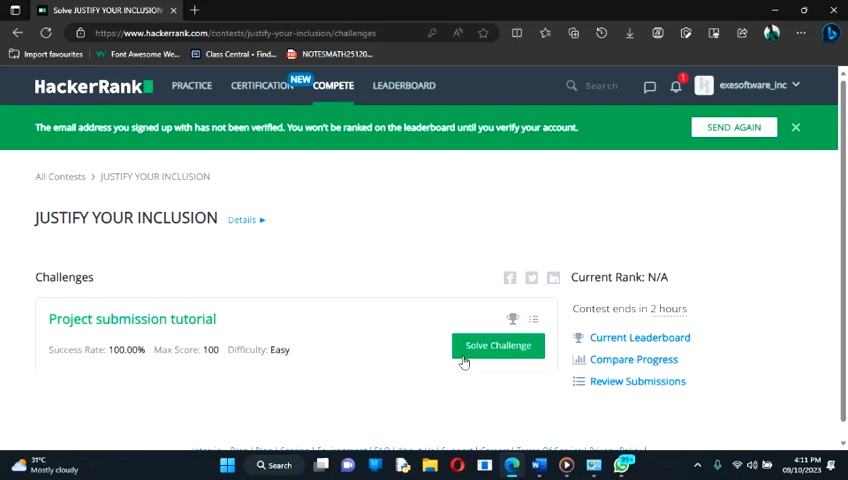 Solve JUSTIFY YOUR INCLUSION
https://www.hackerrank.com/contests/justify-your-inclusion/challenges
Import favourites
Font Awesome We...
Class Central • Find...
NOTESMATH25120...
HackerRank
PRACTICE
CERTIFICATION
NEW
COMPETE
LEADERBOARD
Search
1
exesoftware_inc
The email address you signed up with has not been verified. You won't be ranked on the leaderboard until you verify your account.
SEND AGAIN
All Contests > JUSTIFY YOUR INCLUSION
JUSTIFY YOUR INCLUSION
Details
Challenges
Current Rank: N/A
Project submission tutorial
Contest ends in 2 hours
Success Rate: 100.00% Max Score: 100 Difficulty: Easy
Solve Challenge
Current Leaderboard
Compare Progress
Review Submissions
31°C
Mostly cloudy
Search
99+
4:11 PM
09/10/2023